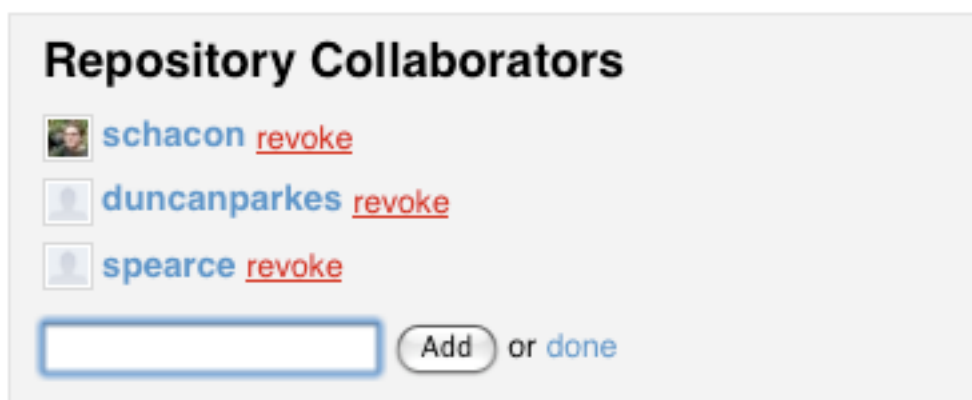 Repository Collaborators
schacon revoke
duncanparkes revoke
spearce revoke
Add or done